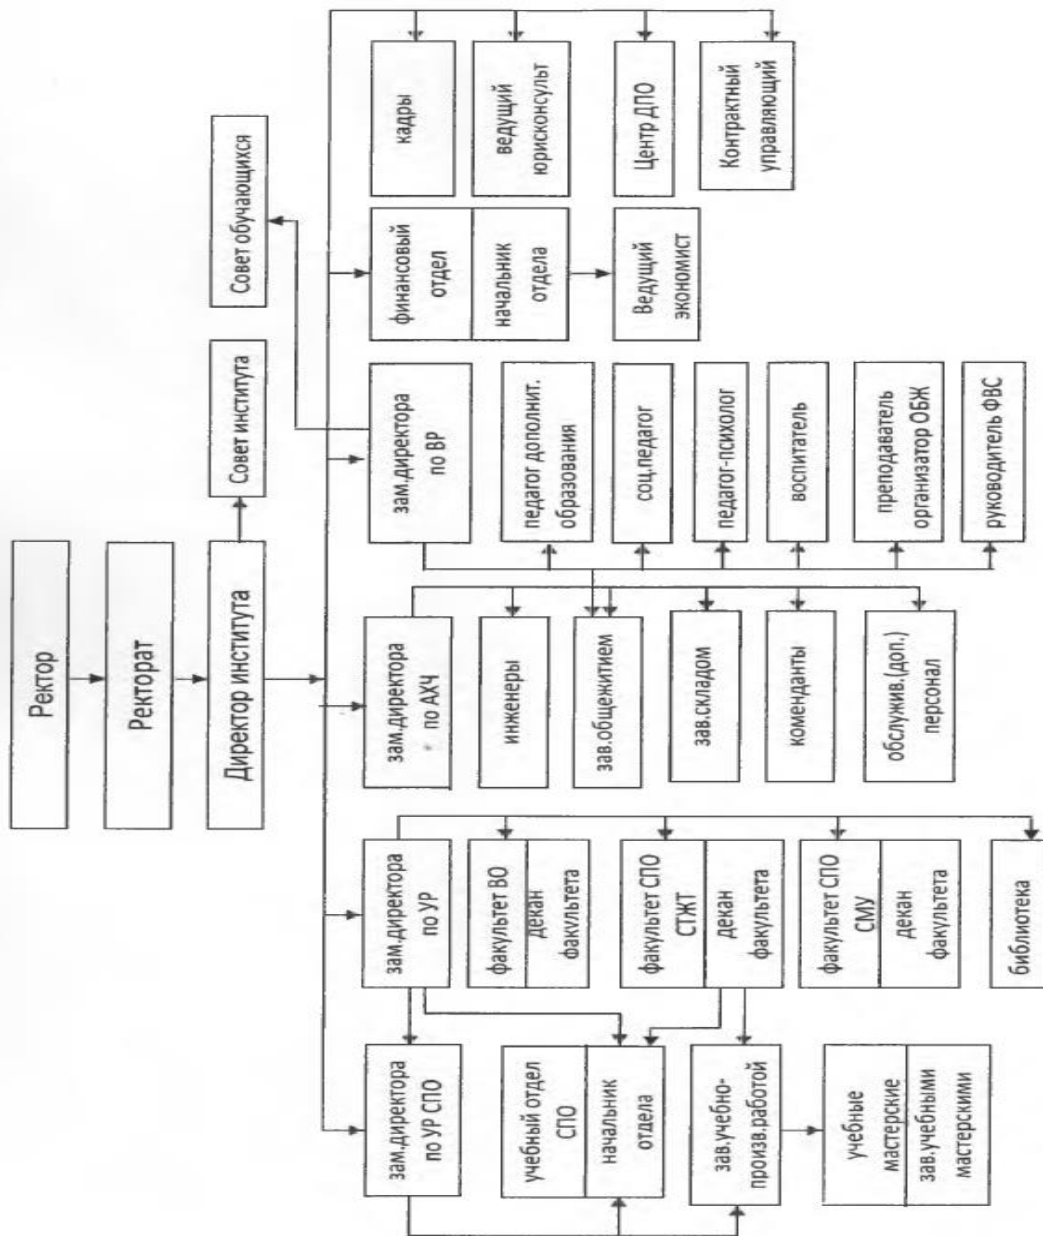 Ректор
Ректорат
Директор института
Совет института
Совет обучающихся
зам.директора
по УР СПО
учебный отдел
СПО
начальник
отдела
зав.учебно-
произв.работой
учебные
мастерские
зав.учебными
мастерскими
зам.директора
по УР
факультет ВО
декан
факультета
факультет СПО
СТЖТ
декан
факультета
факультет СПО
СМУ
декан
факультета
библиотека
зам.директора
по АХЧ
инженеры
зав.общежитием
зав.складом
коменданты
обслужив.(доп.)
персонал
зам.директора
по ВР
педагог дополнит.
образования
соц.педагог
педагог-психолог
воспитатель
преподаватель
организатор ОБЖ
руководитель ФВС
финансовый
отдел
начальник
отдела
Ведущий
экономист
кадры
ведущий
юрисконсульт
Центр ДПО
Контрактный
управляющий